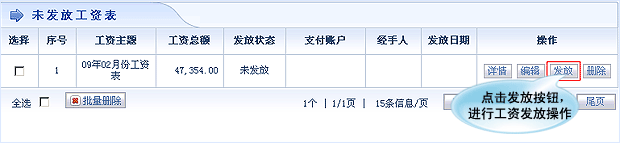 未发放工资表
选择 序号 工资主题 工资总额 发放状态 支付账户 经手人 发放日期 操作
1 09年02月份工资表 47,354.00 未发放 详情 编辑 发放 删除
全选 批量删除 1个 | 1/1页 | 15条信息/页 尾页
点击发放按钮,
进行工资发放操作